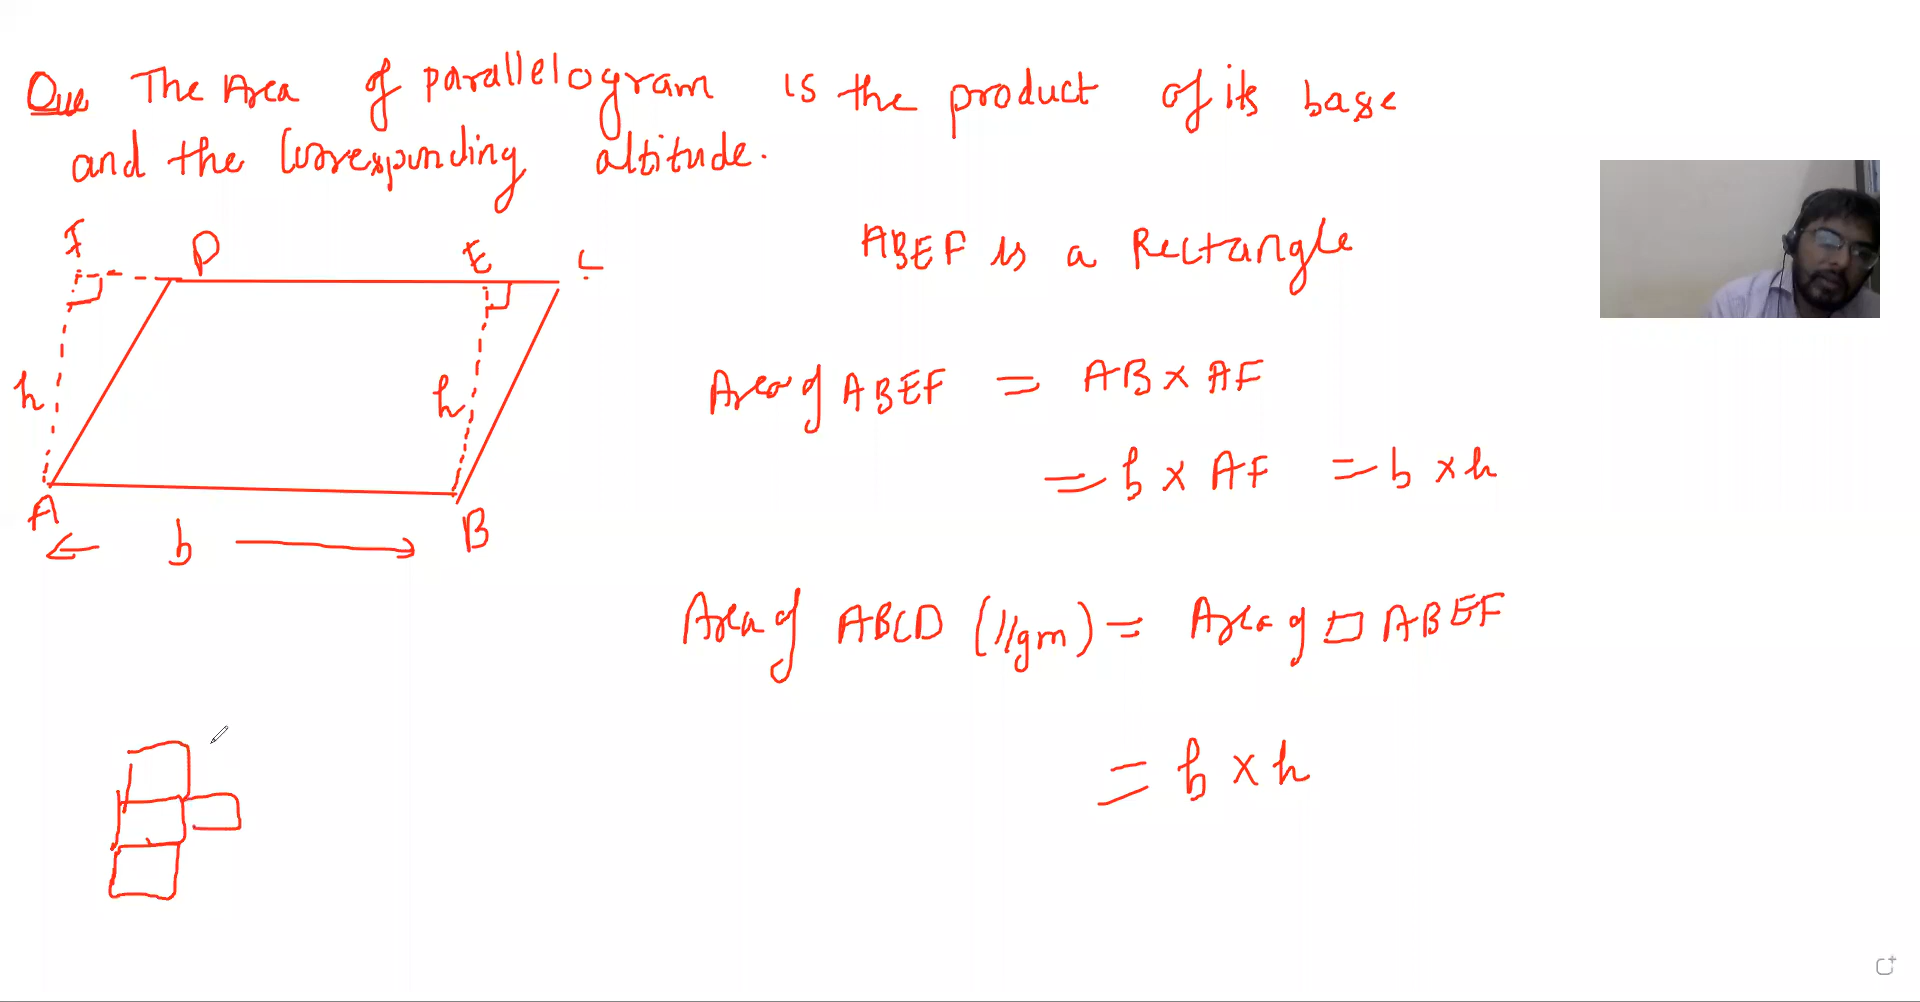 Que The Area of parallelogram is the product of its base
and the Corresponding altitude.
F D E C
ABEF is a Rectangle
h h
Area of ABEF = AB × AF
= b × AF = b × h
A B
b
Area of ABCD (//gm) = Area of □ ABEF
= b × h